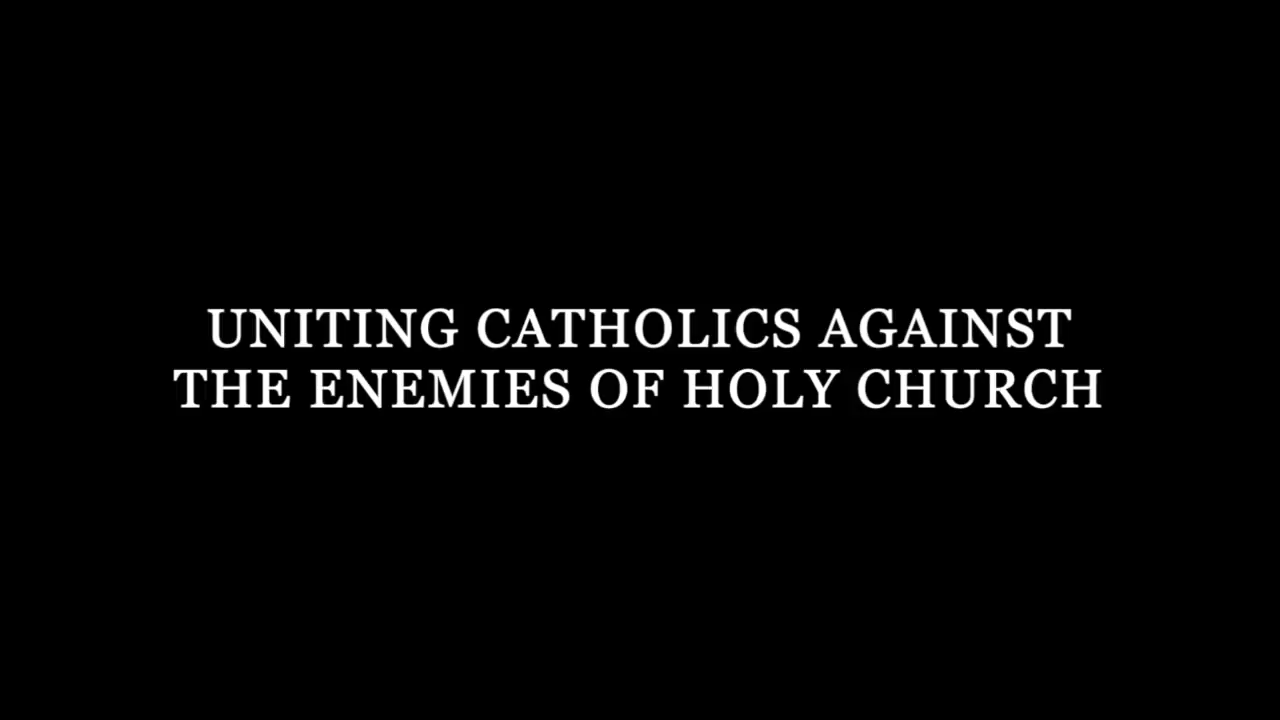 UNITING CATHOLICS AGAINST
THE ENEMIES OF HOLY CHURCH